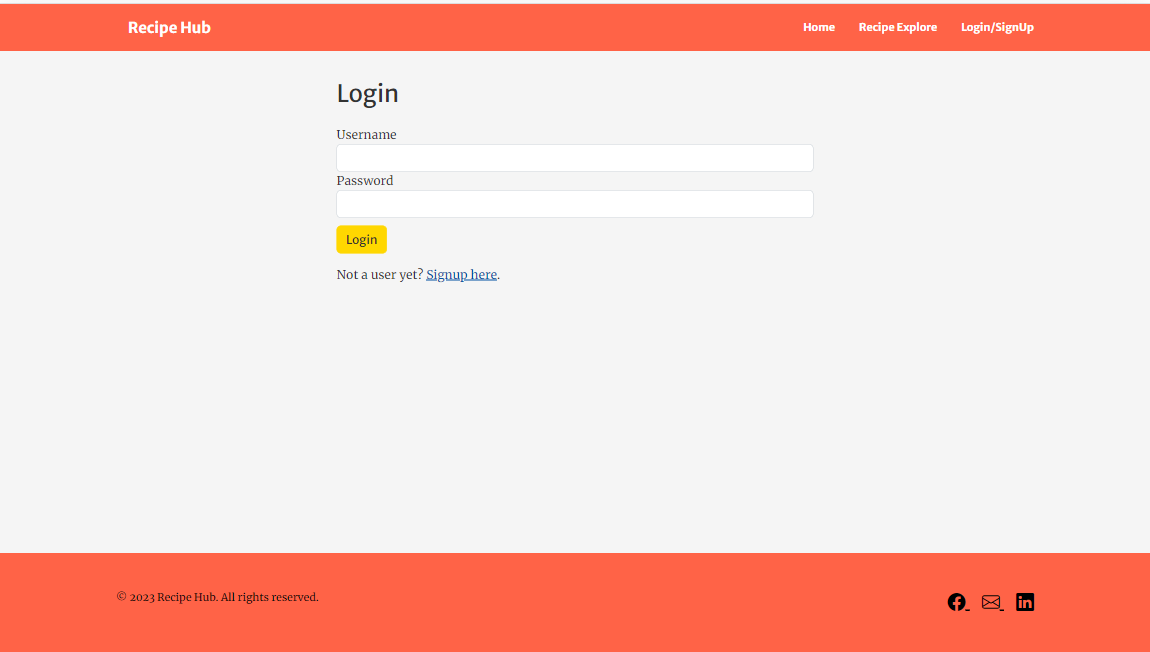 Recipe Hub
Home Recipe Explore Login/SignUp
Login
Username
Password
Login
Not a user yet? Signup here.
© 2023 Recipe Hub. All rights reserved.